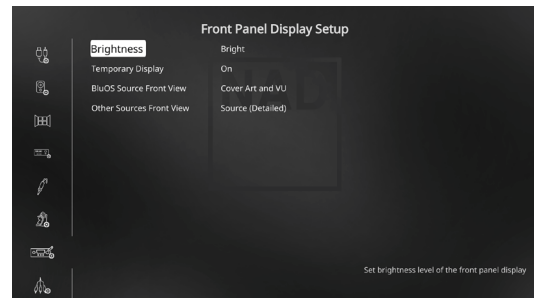 Front Panel Display Setup
Brightness Bright
Temporary Display On
BluOS Source Front View Cover Art and VU
Other Sources Front View Source (Detailed)
NAD
Set brightness level of the front panel display